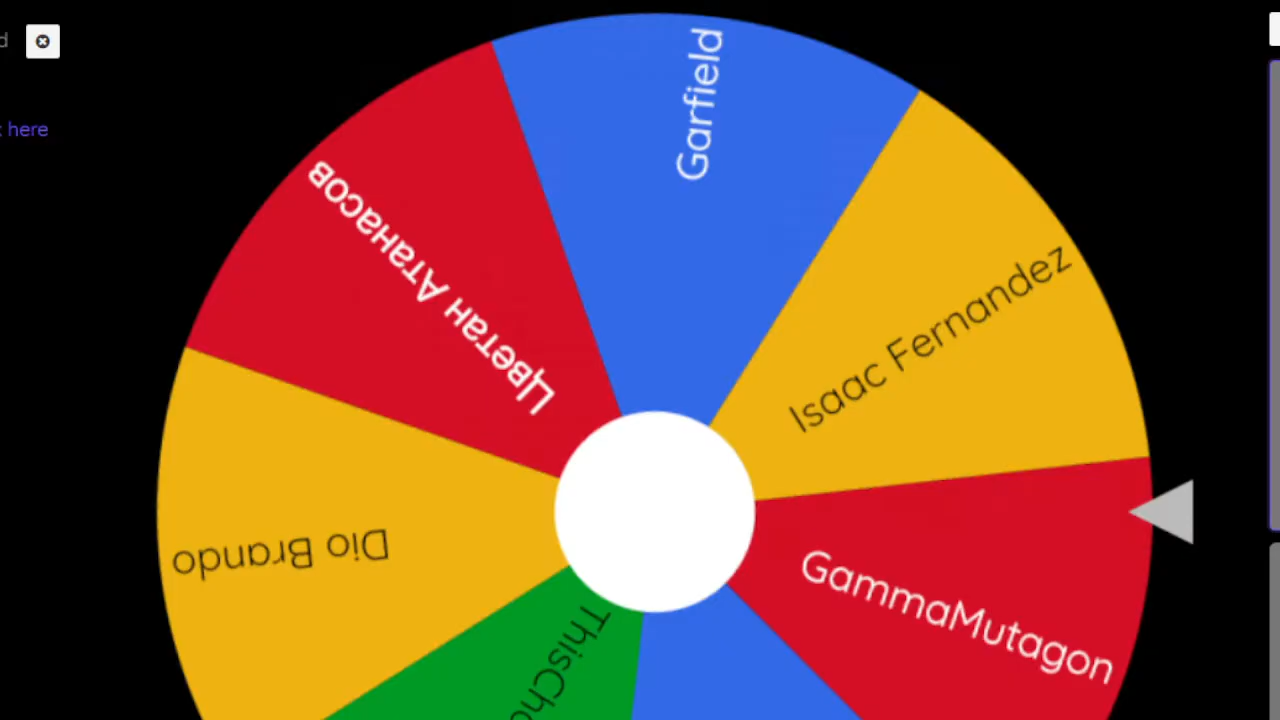 here
Garfield
Isaac Fernandez
GammaMutagon
Цветан Атанасов
Dio Brando